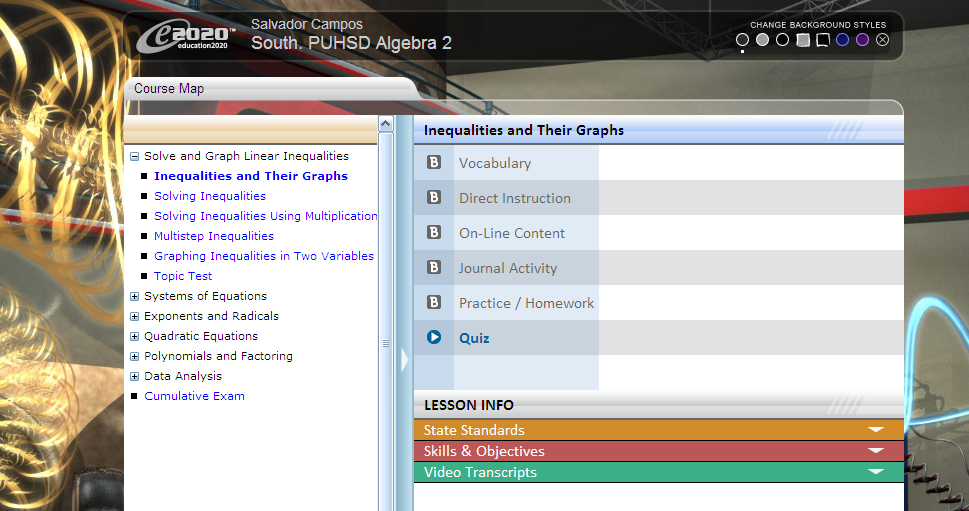 e2020™
education2020
Salvador Campos
South. PUHSD Algebra 2
CHANGE BACKGROUND STYLES
Course Map
Solve and Graph Linear Inequalities
Inequalities and Their Graphs
Solving Inequalities
Solving Inequalities Using Multiplication
Multistep Inequalities
Graphing Inequalities in Two Variables
Topic Test
Systems of Equations
Exponents and Radicals
Quadratic Equations
Polynomials and Factoring
Data Analysis
Cumulative Exam
Inequalities and Their Graphs
B Vocabulary
B Direct Instruction
B On-Line Content
B Journal Activity
B Practice / Homework
Quiz
LESSON INFO
State Standards
Skills & Objectives
Video Transcripts